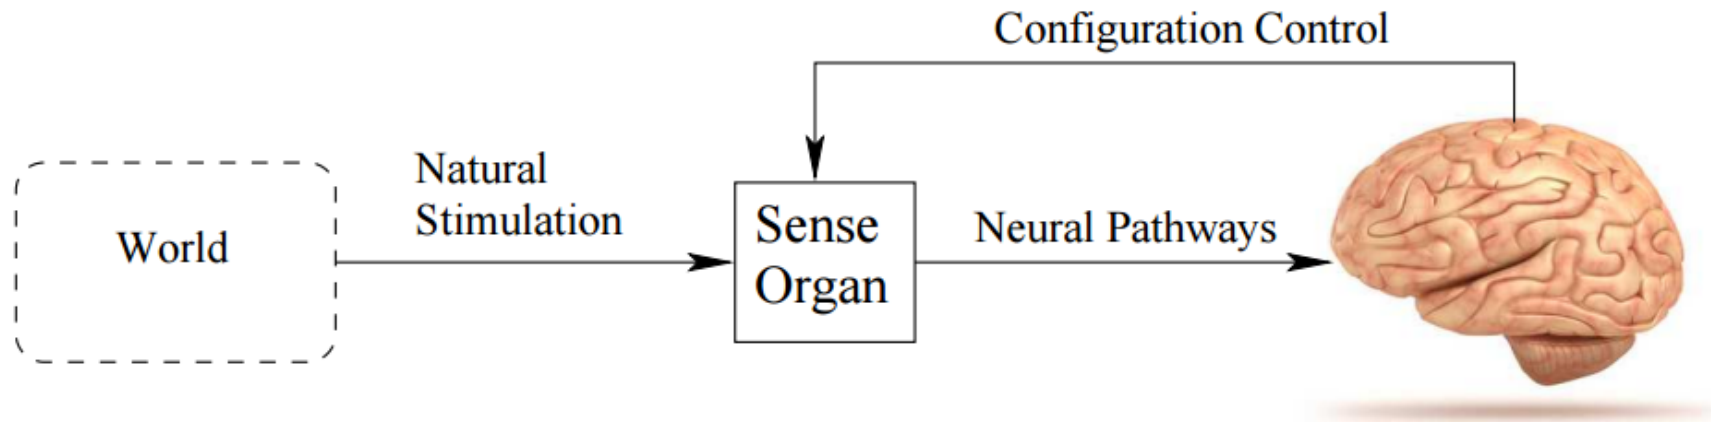 Configuration Control
Natural
Stimulation
World
Sense
Organ
Neural Pathways